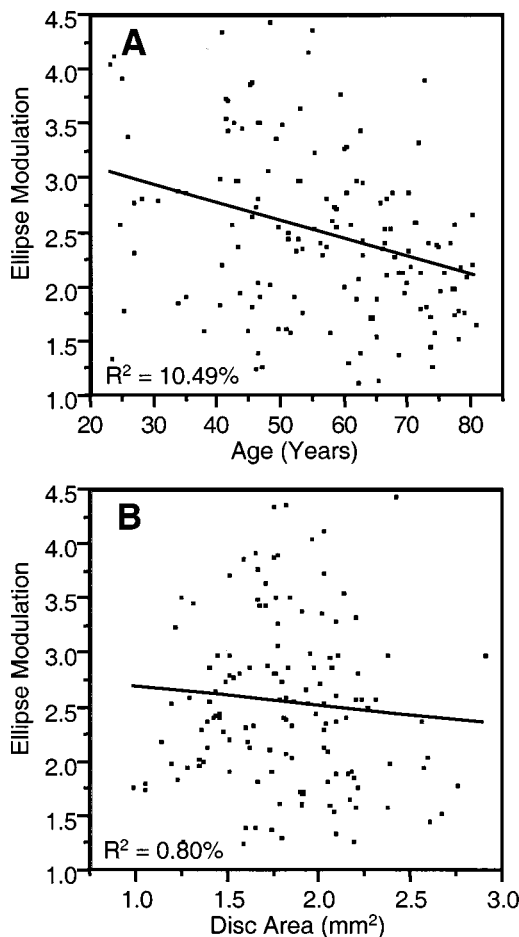 A
4.5
4.0
3.5
3.0
2.5
2.0
1.5
1.0
Ellipse Modulation
R² = 10.49%
20 30 40 50 60 70 80
Age (Years)
B
4.5
4.0
3.5
3.0
2.5
2.0
1.5
1.0
Ellipse Modulation
R² = 0.80%
1.0 1.5 2.0 2.5 3.0
Disc Area (mm²)